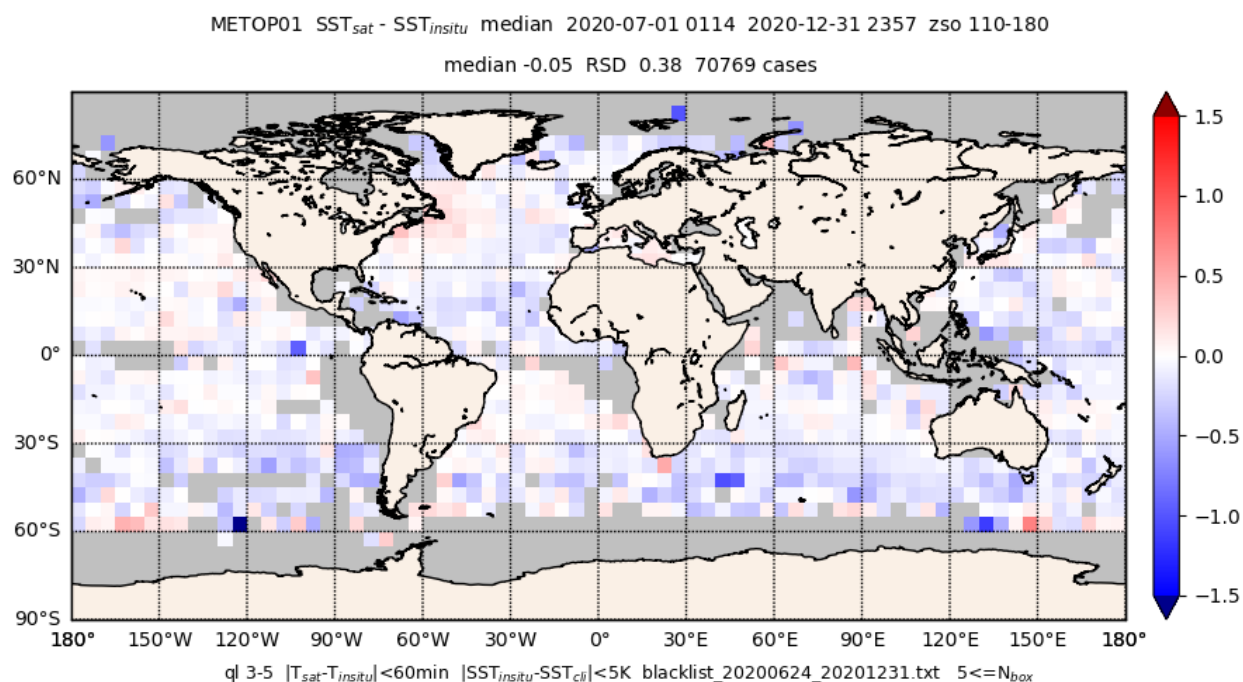 METOP01 SST_sat - SST_insitu median 2020-07-01 0114 2020-12-31 2357 zso 110-180
median -0.05 RSD 0.38 70769 cases
60°N
30°N
0°
30°S
60°S
90°S
180° 150°W 120°W 90°W 60°W 30°W 0° 30°E 60°E 90°E 120°E 150°E 180°
1.5
1.0
0.5
0.0
−0.5
−1.0
−1.5
ql 3-5 |T_sat-T_insitu|<60min |SST_insitu-SST_cli|<5K blacklist_20200624_20201231.txt 5<=N_box